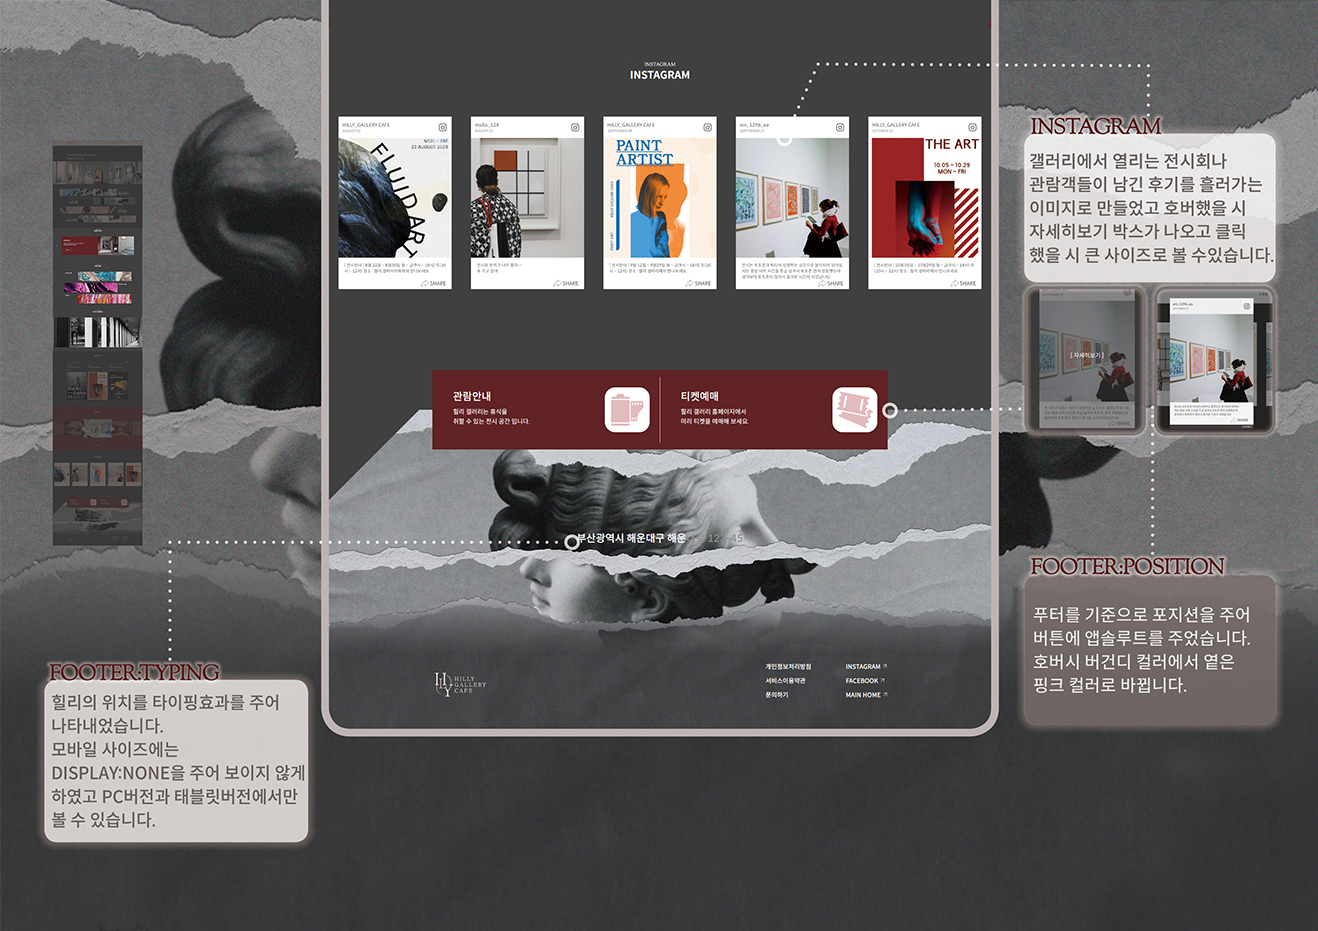 INSTAGRAM
INSTAGRAM
HILLY_GALLERY CAFE
MON - SAT
22 AUGUST 2023
FLUID ART
SHARE
molla_124
SHARE
HILLY_GALLERY CAFE
PAINT
ARTIST
SHARE
ani_1296_aa
SHARE
HILLY_GALLERY CAFE
THE ART
10.05 ~ 10.29
MON ~ FRI
SHARE
INSTAGRAM
갤러리에서 열리는 전시회나
관람객들이 남긴 후기를 흘러가는
이미지로 만들었고 호버했을 시
자세히보기 박스가 나오고 클릭
했을 시 큰 사이즈로 볼 수있습니다.
[ 자세히보기 ]
관람안내
힐리 갤러리는 휴식을
취할 수 있는 전시 공간 입니다.
티켓예매
힐리 갤러리 홈페이지에서
미리 티켓을 예매해 보세요.
부산광역시 해운대구 해운
FOOTER:POSITION
푸터를 기준으로 포지션을 주어
버튼에 앱솔루트를 주었습니다.
호버시 버건디 컬러에서 옅은
핑크 컬러로 바뀝니다.
FOOTER:TYPING
힐리의 위치를 타이핑효과를 주어
나타내었습니다.
모바일 사이즈에는
DISPLAY:NONE을 주어 보이지 않게
하였고 PC버전과 태블릿버전에서만
볼 수 있습니다.
HILLY
GALLERY
CAFE
개인정보처리방침
서비스이용약관
문의하기
INSTAGRAM
FACEBOOK
MAIN HOME